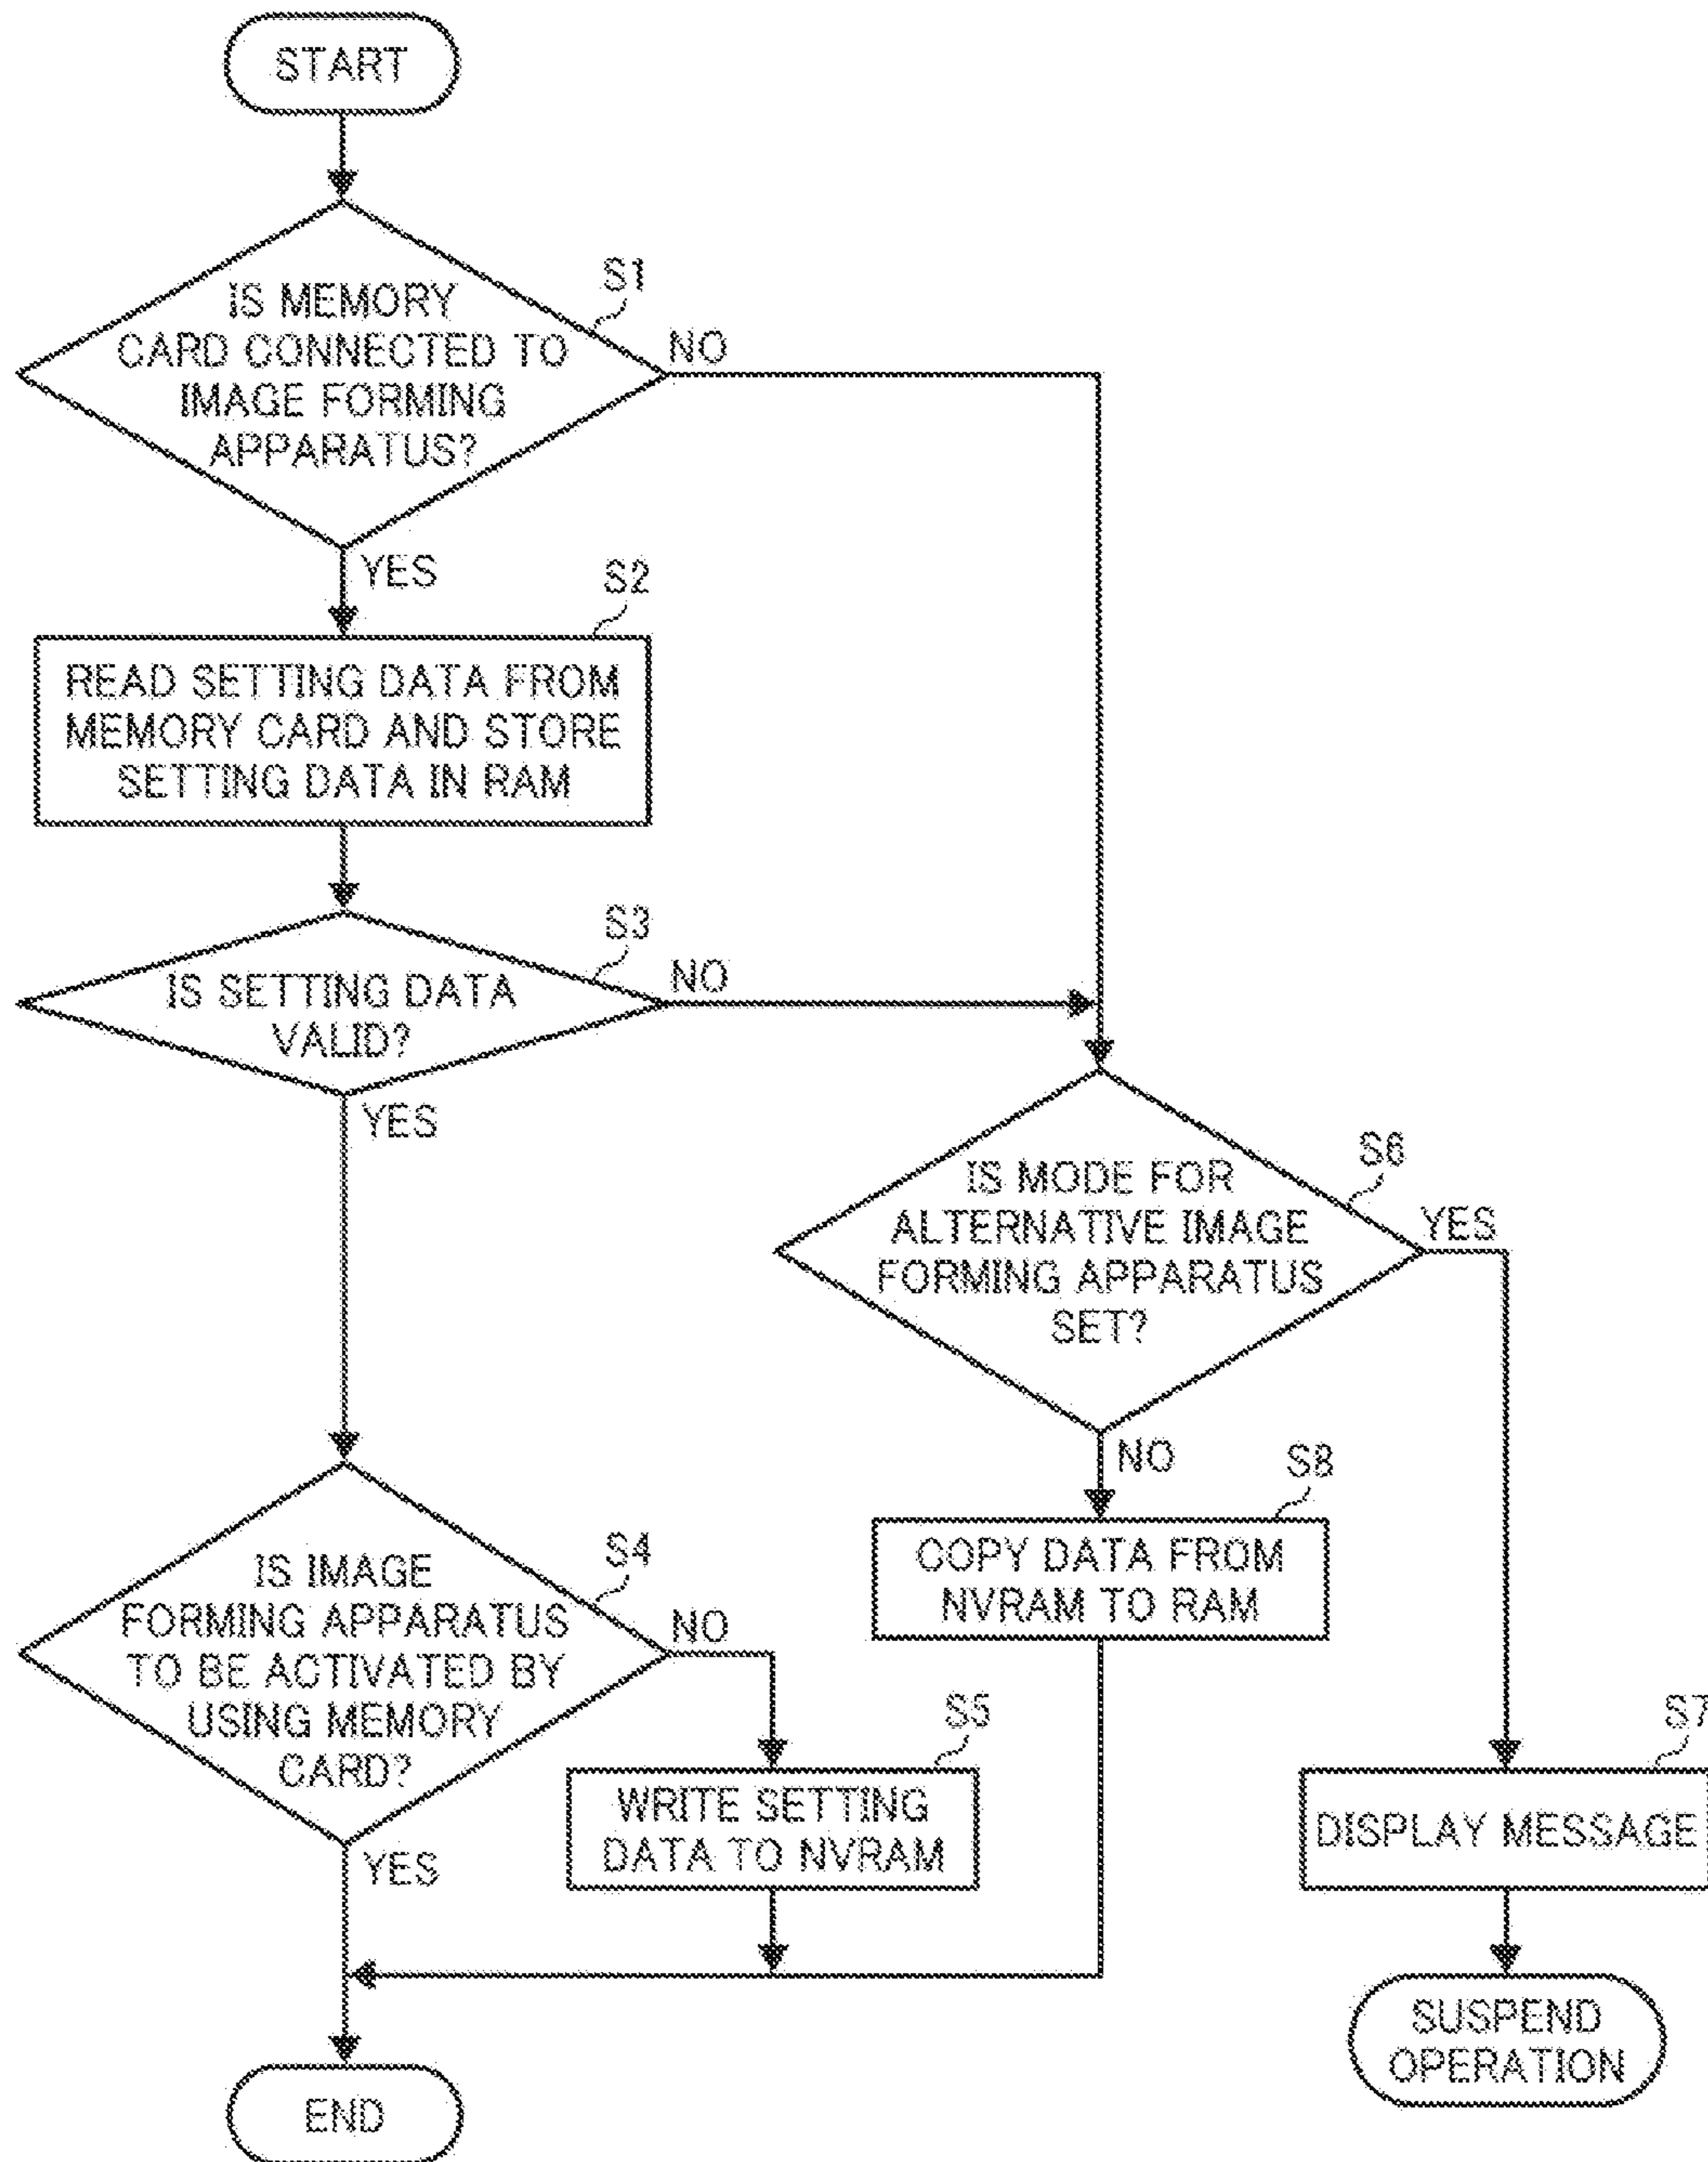 START
S1
IS MEMORY
CARD CONNECTED TO
IMAGE FORMING
APPARATUS?
NO
YES
S2
READ SETTING DATA FROM
MEMORY CARD AND STORE
SETTING DATA IN RAM
S3
IS SETTING DATA
VALID?
NO
YES
S6
IS MODE FOR
ALTERNATIVE IMAGE
FORMING APPARATUS
SET?
YES
NO
S8
COPY DATA FROM
NVRAM TO RAM
S4
IS IMAGE
FORMING APPARATUS
TO BE ACTIVATED BY
USING MEMORY
CARD?
NO
YES
S5
WRITE SETTING
DATA TO NVRAM
S7
DISPLAY MESSAGE
SUSPEND
OPERATION
END